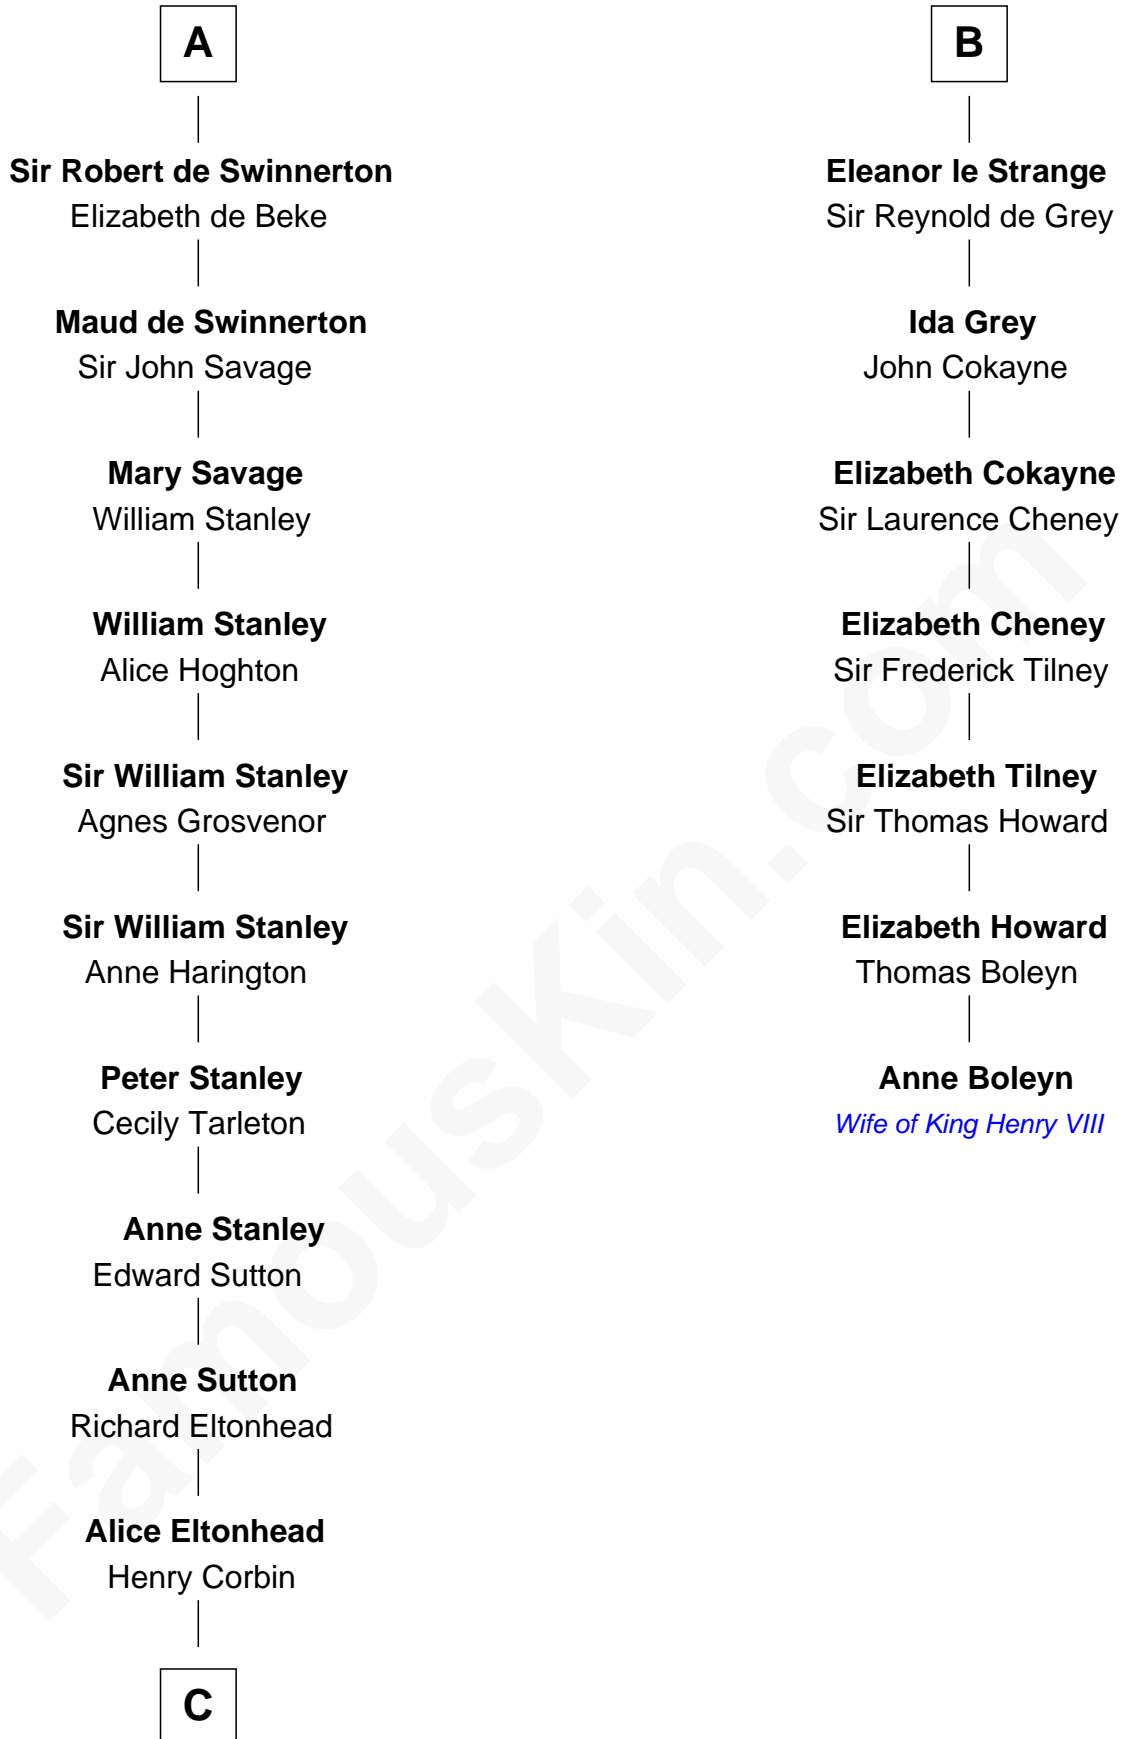 A
Sir Robert de Swinnerton
Elizabeth de Beke
Maud de Swinnerton
Sir John Savage
Mary Savage
William Stanley
William Stanley
Alice Hoghton
Sir William Stanley
Agnes Grosvenor
Sir William Stanley
Anne Harington
Peter Stanley
Cecily Tarleton
Anne Stanley
Edward Sutton
Anne Sutton
Richard Eltonhead
Alice Eltonhead
Henry Corbin
C
B
Eleanor le Strange
Sir Reynold de Grey
Ida Grey
John Cokayne
Elizabeth Cokayne
Sir Laurence Cheney
Elizabeth Cheney
Sir Frederick Tilney
Elizabeth Tilney
Sir Thomas Howard
Elizabeth Howard
Thomas Boleyn
Anne Boleyn
Wife of King Henry VIII
FamousKin.com